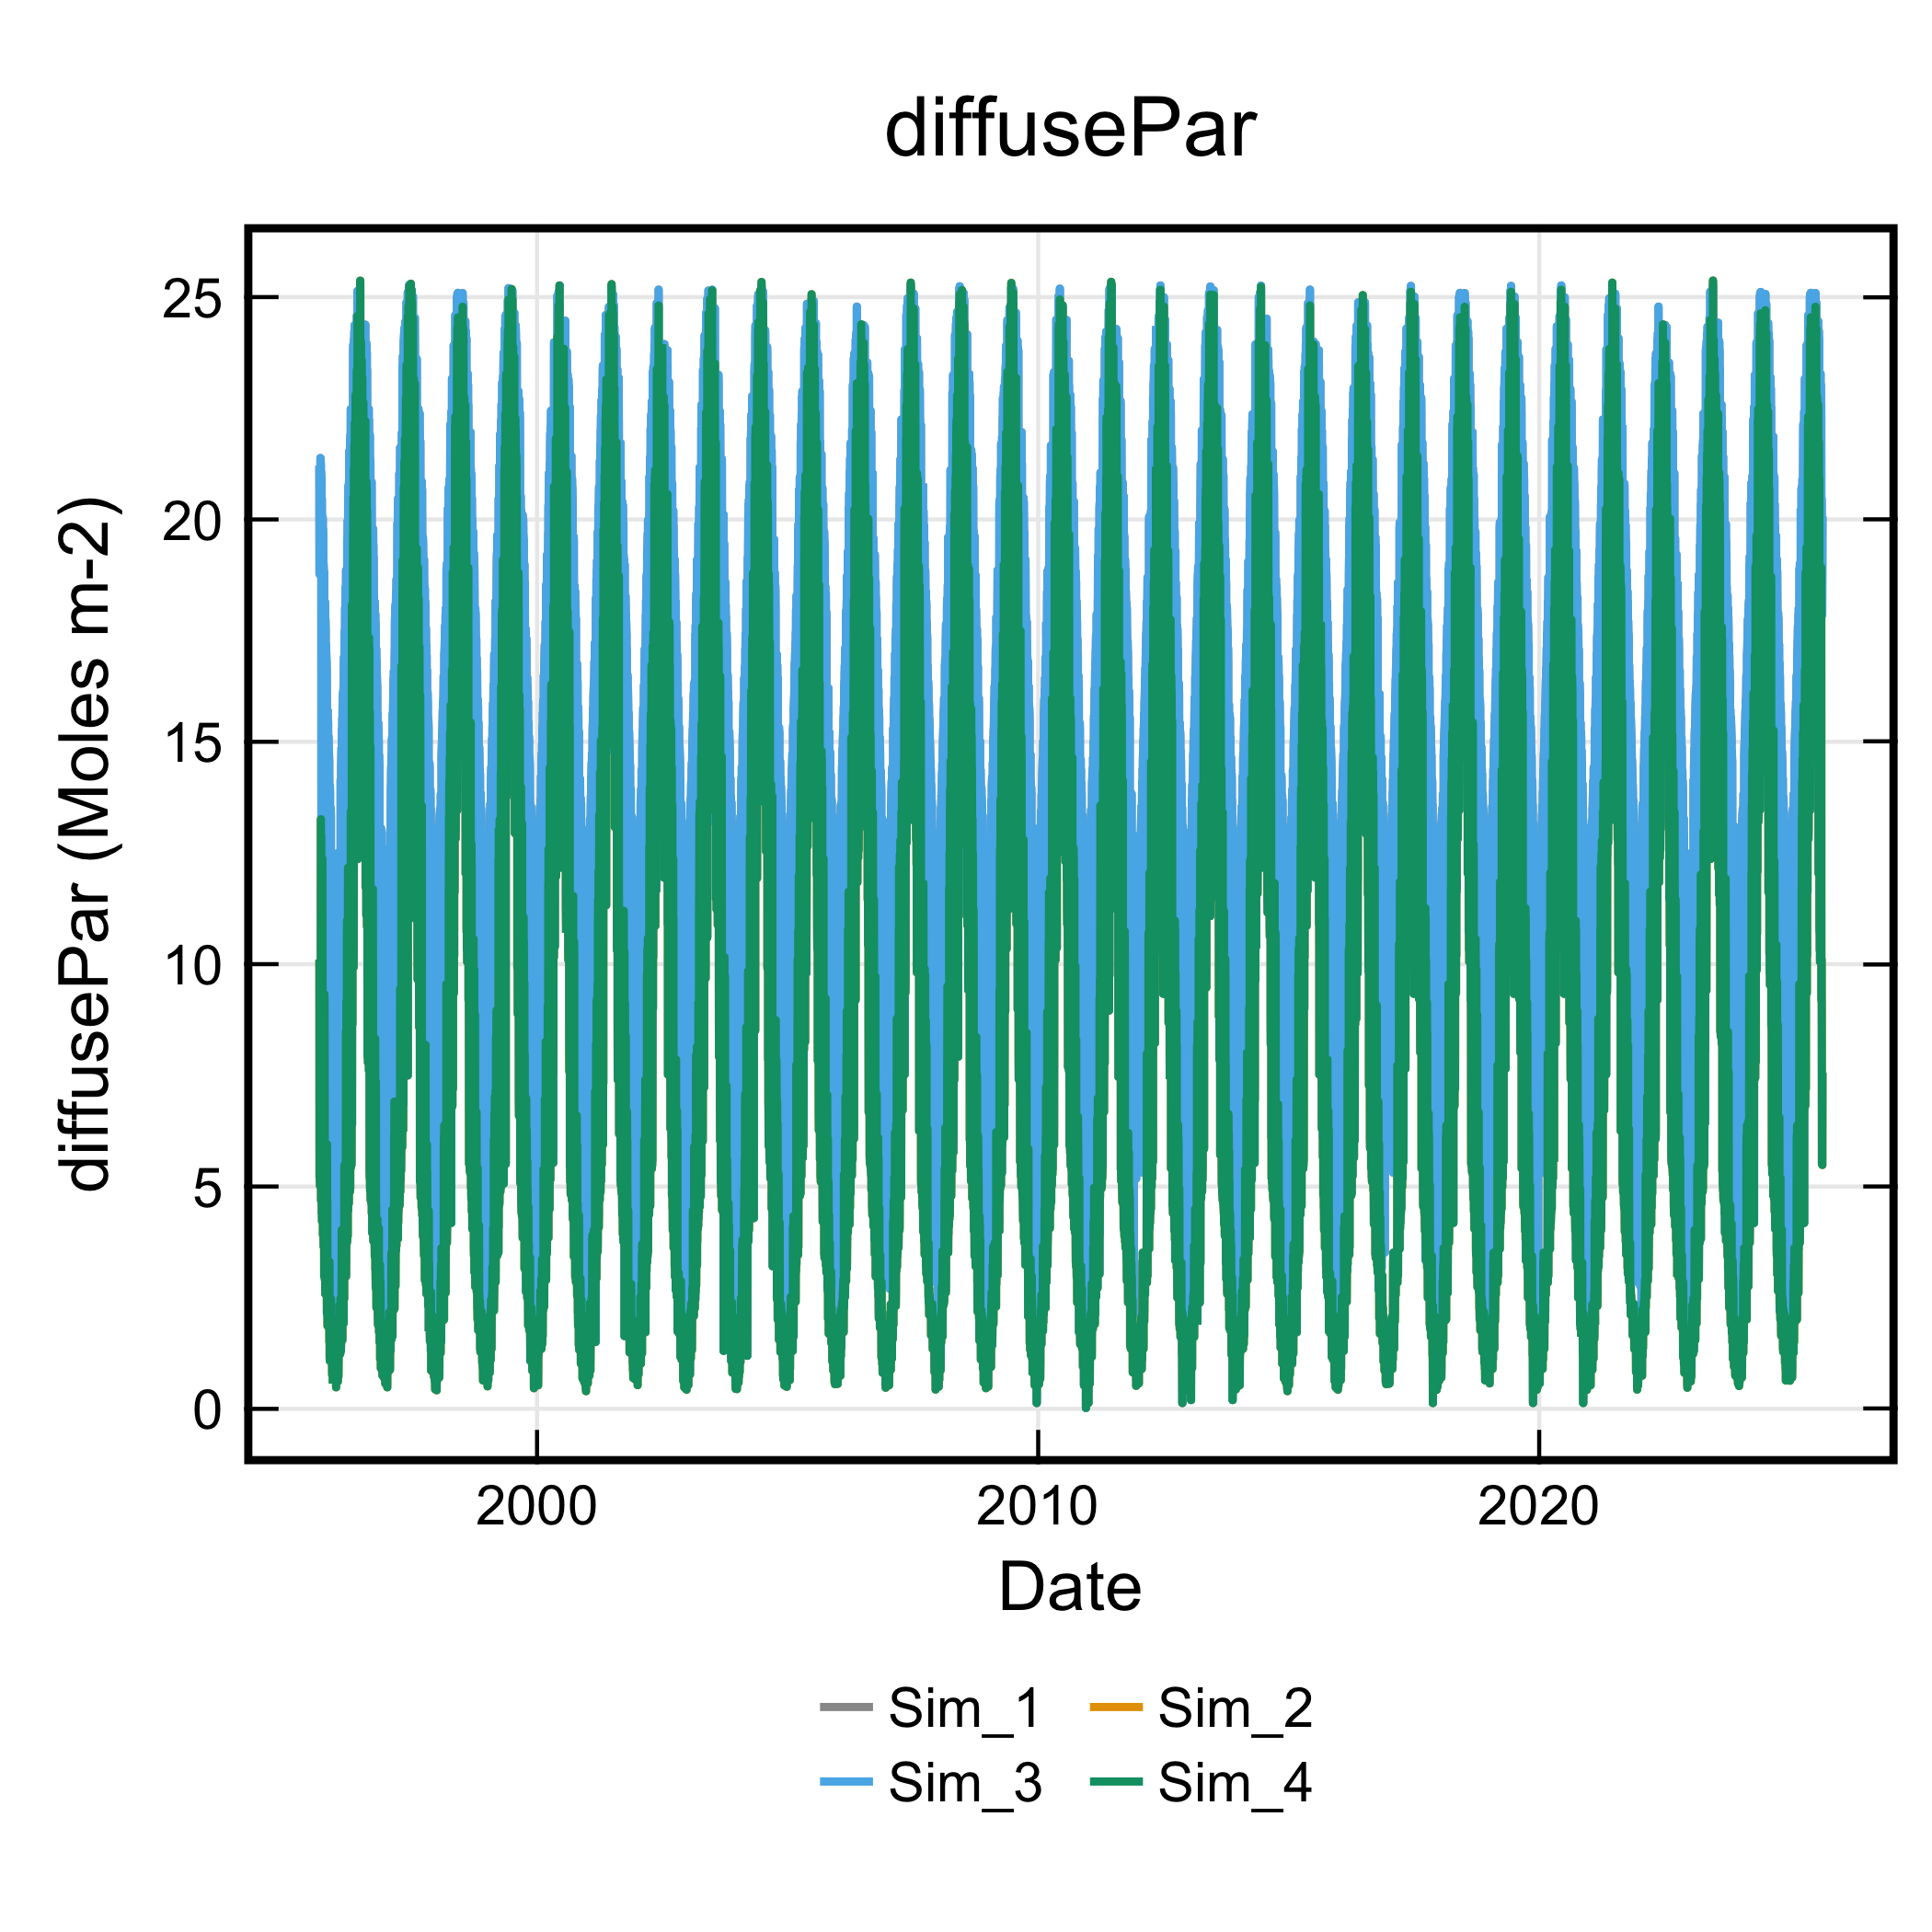 diffusePar
diffusePar (Moles m-2)
25
20
15
10
5
0
2000 2010 2020
Date
Sim_1 Sim_2
Sim_3 Sim_4